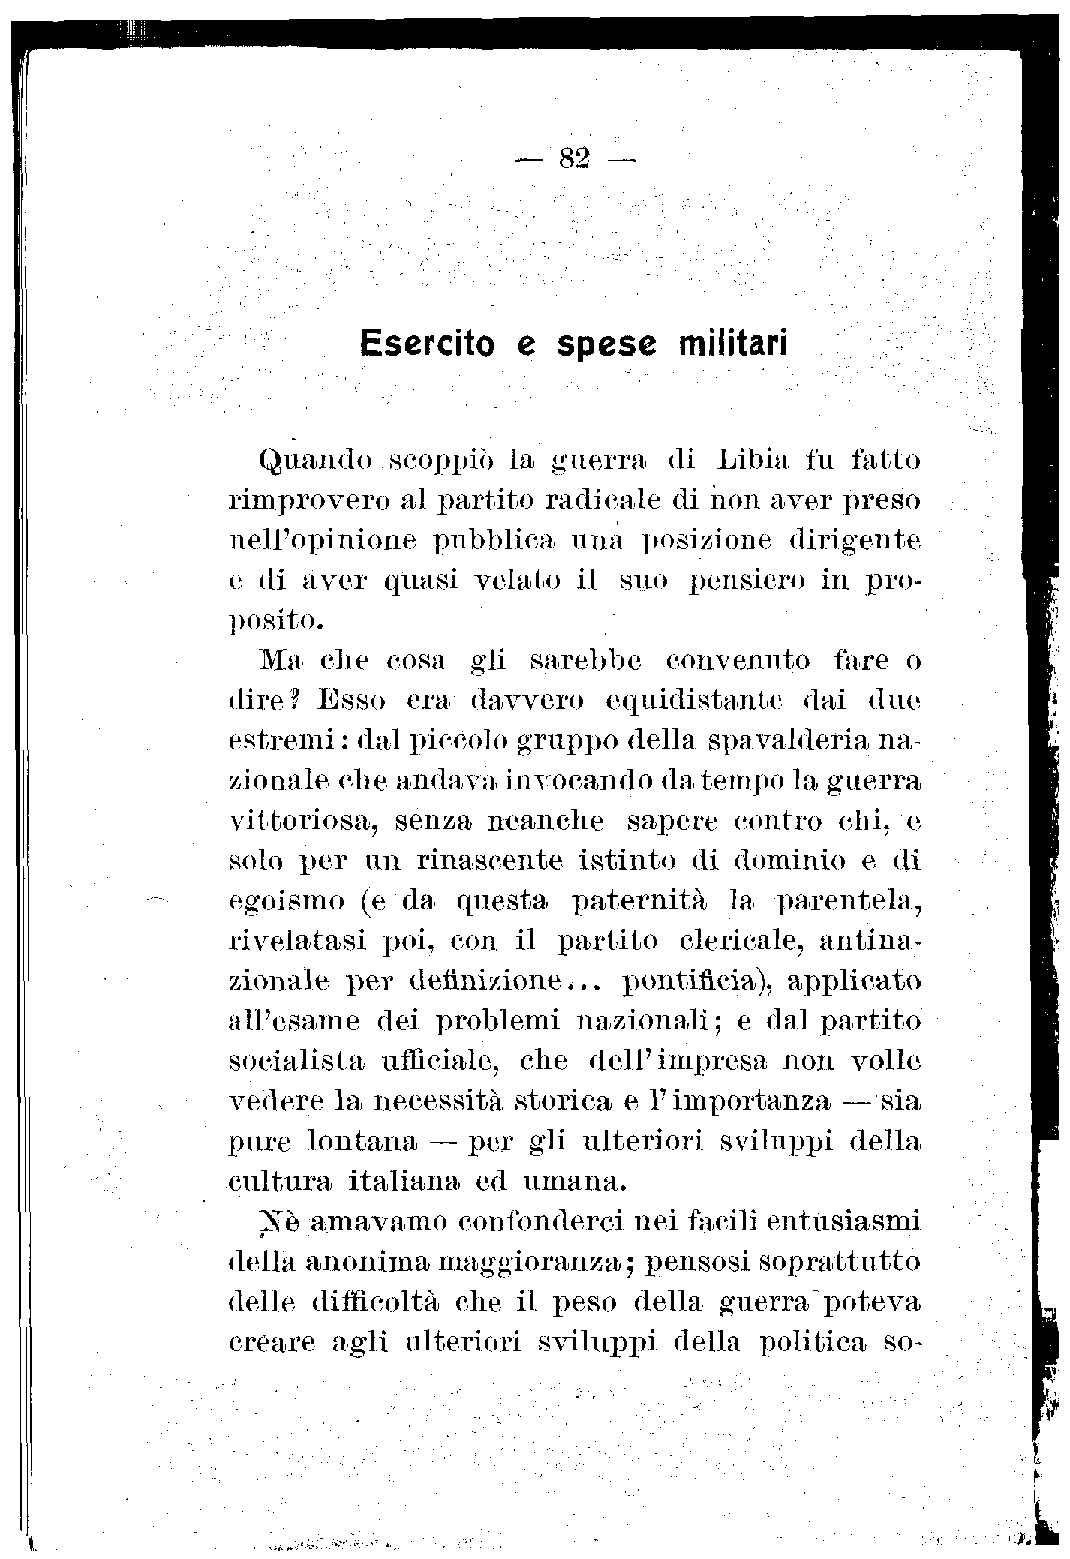 — 82 —
Esercito e spese militari
Quando scoppiò la guerra di Libia fu fatto
rimprovero al partito radicale di non aver preso
nell'opinione pubblica una posizione dirigente
e di aver quasi velato il suo pensiero in pro-
posito.
Ma che cosa gli sarebbe convenuto fare o
dire? Esso era davvero equidistante dai due
estremi: dal piccolo gruppo della spavalderia na-
zionale che andava invocando da tempo la guerra
vittoriosa, senza neanche sapere contro chi, e
solo per un rinascente istinto di dominio e di
egoismo (e da questa paternità la parentela,
rivelatasi poi, con il partito clericale, antina-
zionale per definizione... pontificia), applicato
all'esame dei problemi nazionali; e dal partito
socialista ufficiale, che dell'impresa non volle
vedere la necessità storica e l'importanza — sia
pure lontana — per gli ulteriori sviluppi della
cultura italiana ed umana.
Nè amavamo confonderci nei facili entusiasmi
della anonima maggioranza; pensosi soprattutto
delle difficoltà che il peso della guerra poteva
creare agli ulteriori sviluppi della politica so-